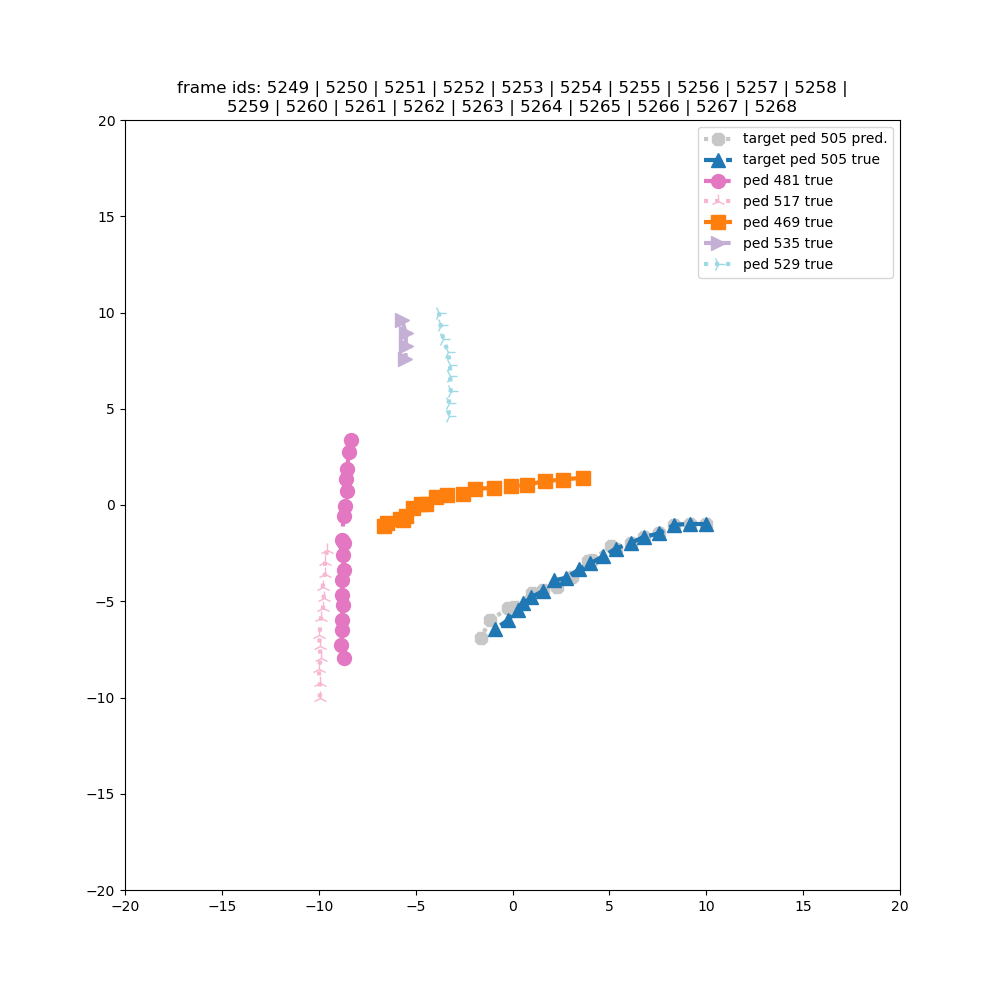 frame ids: 5249 | 5250 | 5251 | 5252 | 5253 | 5254 | 5255 | 5256 | 5257 | 5258 |
5259 | 5260 | 5261 | 5262 | 5263 | 5264 | 5265 | 5266 | 5267 | 5268
target ped 505 pred.
target ped 505 true
ped 481 true
ped 517 true
ped 469 true
ped 535 true
ped 529 true
20
15
10
5
0
−5
−10
−15
−20
−20 −15 −10 −5 0 5 10 15 20